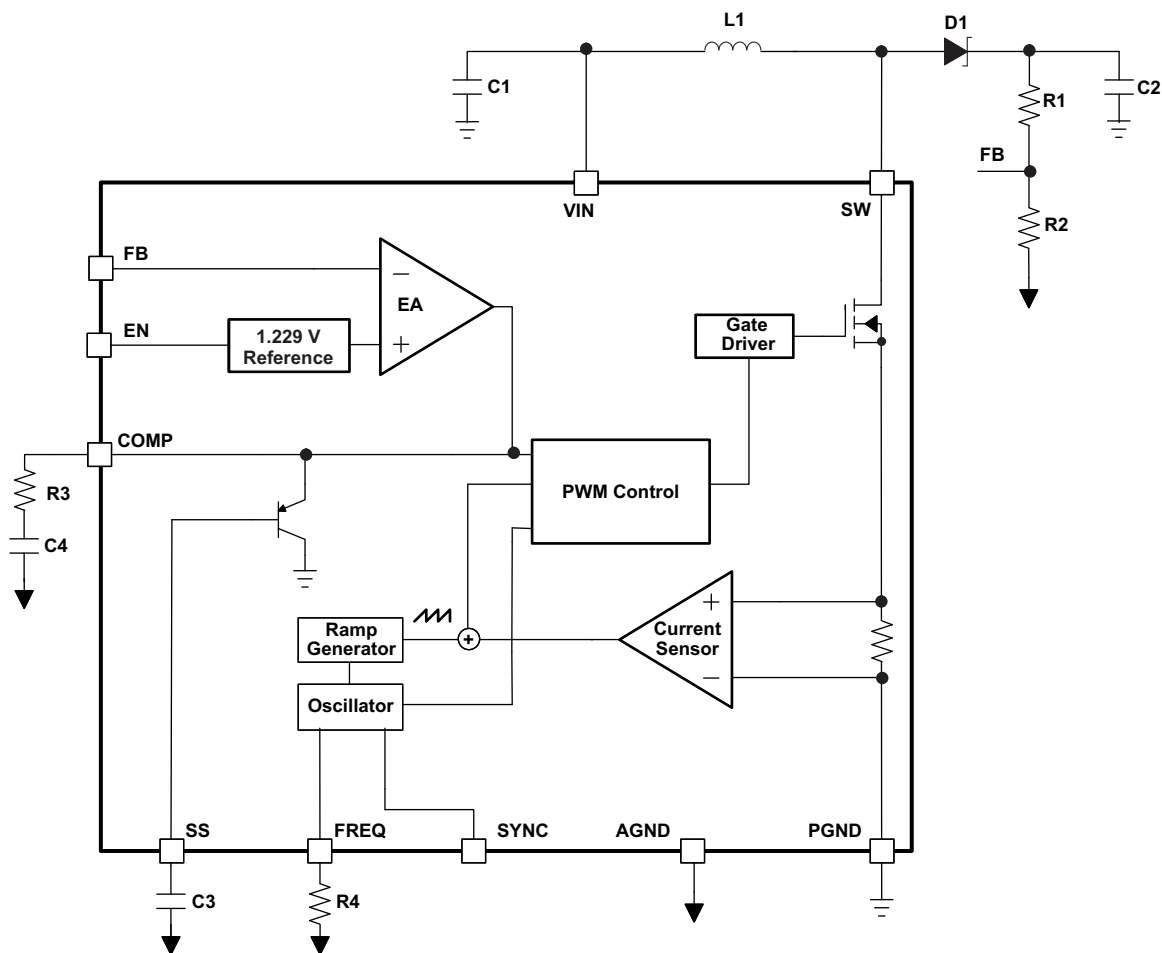 L1
D1
C1
R1
C2
FB
VIN
SW
R2
FB
EA
−
+
EN
1.229 V
Reference
Gate
Driver
COMP
R3
C4
PWM Control
Ramp
Generator
+
+
Current
Sensor
−
Oscillator
SS
FREQ
SYNC
AGND
PGND
C3
R4